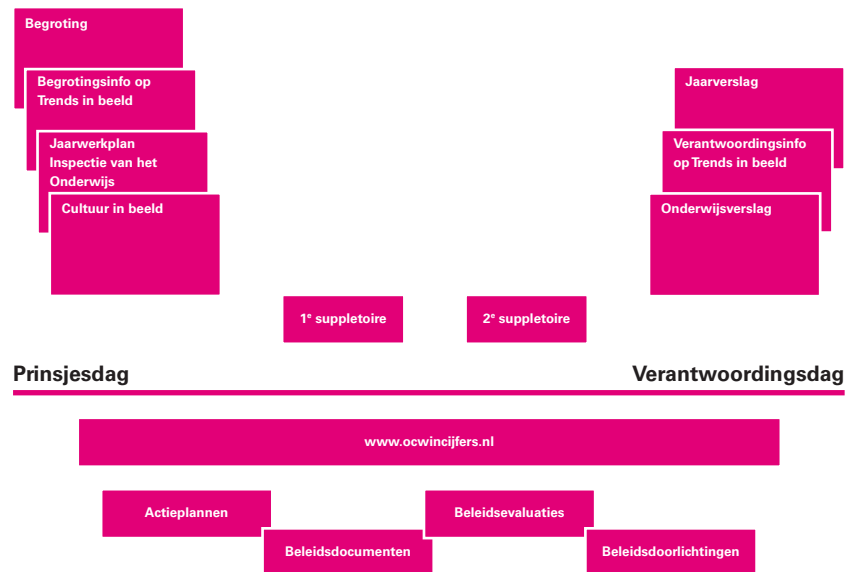 Begroting
Begrotingsinfo op
Trends in beeld
Jaarwerkplan
Inspectie van het
Onderwijs
Cultuur in beeld
Jaarverslag
Verantwoordingsinfo
op Trends in beeld
Onderwijsverslag
1e suppletoire
2e suppletoire
Prinsjesdag
Verantwoordingsdag
www.ocwincijfers.nl
Actieplannen
Beleidsevaluaties
Beleidsdocumenten
Beleidsdoorlichtingen